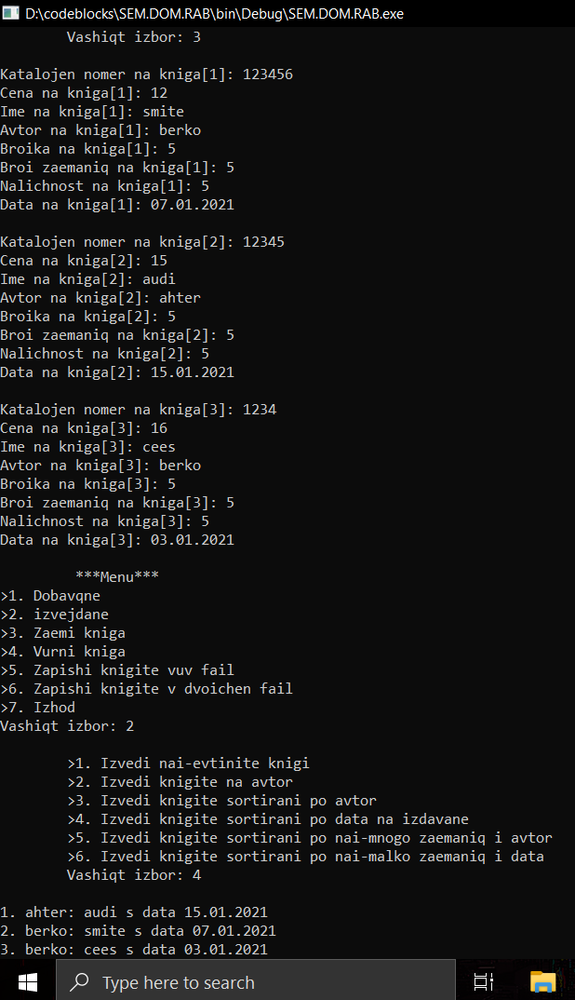 D:\codeblocks\SEM.DOM.RAB\bin\Debug\SEM.DOM.RAB.exe
Vashiqt izbor: 3
Katalojen nomer na kniga[1]: 123456
Cena na kniga[1]: 12
Ime na kniga[1]: smite
Avtor na kniga[1]: berko
Broika na kniga[1]: 5
Broi zaemaniq na kniga[1]: 5
Nalichnost na kniga[1]: 5
Data na kniga[1]: 07.01.2021
Katalojen nomer na kniga[2]: 12345
Cena na kniga[2]: 15
Ime na kniga[2]: audi
Avtor na kniga[2]: ahter
Broika na kniga[2]: 5
Broi zaemaniq na kniga[2]: 5
Nalichnost na kniga[2]: 5
Data na kniga[2]: 15.01.2021
Katalojen nomer na kniga[3]: 1234
Cena na kniga[3]: 16
Ime na kniga[3]: cees
Avtor na kniga[3]: berko
Broika na kniga[3]: 5
Broi zaemaniq na kniga[3]: 5
Nalichnost na kniga[3]: 5
Data na kniga[3]: 03.01.2021
***Menu***
>1. Dobavqne
>2. izvejdane
>3. Zaemi kniga
>4. Vurni kniga
>5. Zapishi knigite vuv fail
>6. Zapishi knigite v dvoichen fail
>7. Izhod
Vashiqt izbor: 2
>1. Izvedi nai-evtinite knigi
>2. Izvedi knigite na avtor
>3. Izvedi knigite sortirani po avtor
>4. Izvedi knigite sortirani po data na izdavane
>5. Izvedi knigite sortirani po nai-mnogo zaemaniq i avtor
>6. Izvedi knigite sortirani po nai-malko zaemaniq i data
Vashiqt izbor: 4
1. ahter: audi s data 15.01.2021
2. berko: smite s data 07.01.2021
3. berko: cees s data 03.01.2021
Type here to search